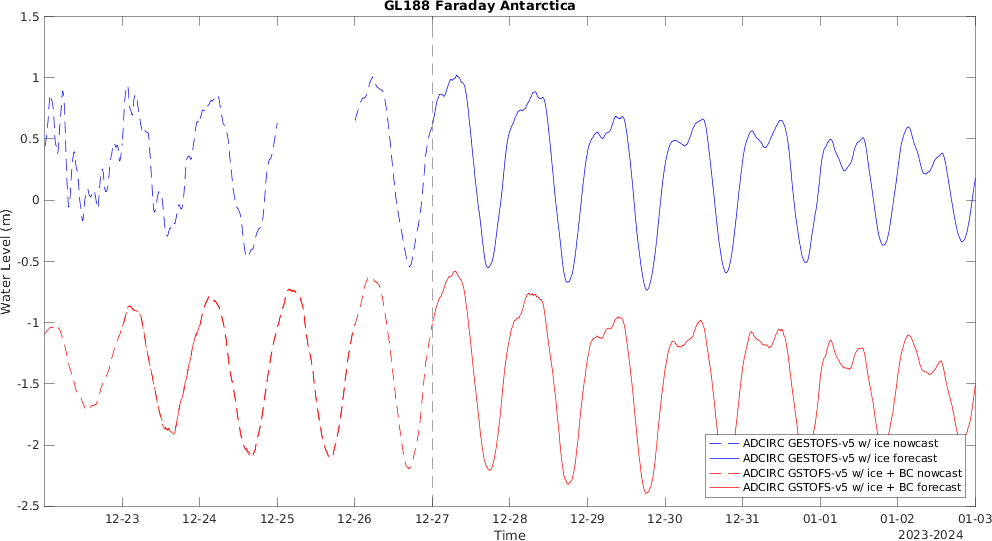 GL188 Faraday Antarctica
1.5
1
0.5
0
-0.5
-1
-1.5
-2
-2.5
Water Level (m)
ADCIRC GESTOFS-v5 w/ ice nowcast
ADCIRC GESTOFS-v5 w/ ice forecast
ADCIRC GSTOFS-v5 w/ ice + BC nowcast
ADCIRC GSTOFS-v5 w/ ice + BC forecast
12-23 12-24 12-25 12-26 12-27 12-28 12-29 12-30 12-31 01-01 01-02 01-03
Time
2023-2024